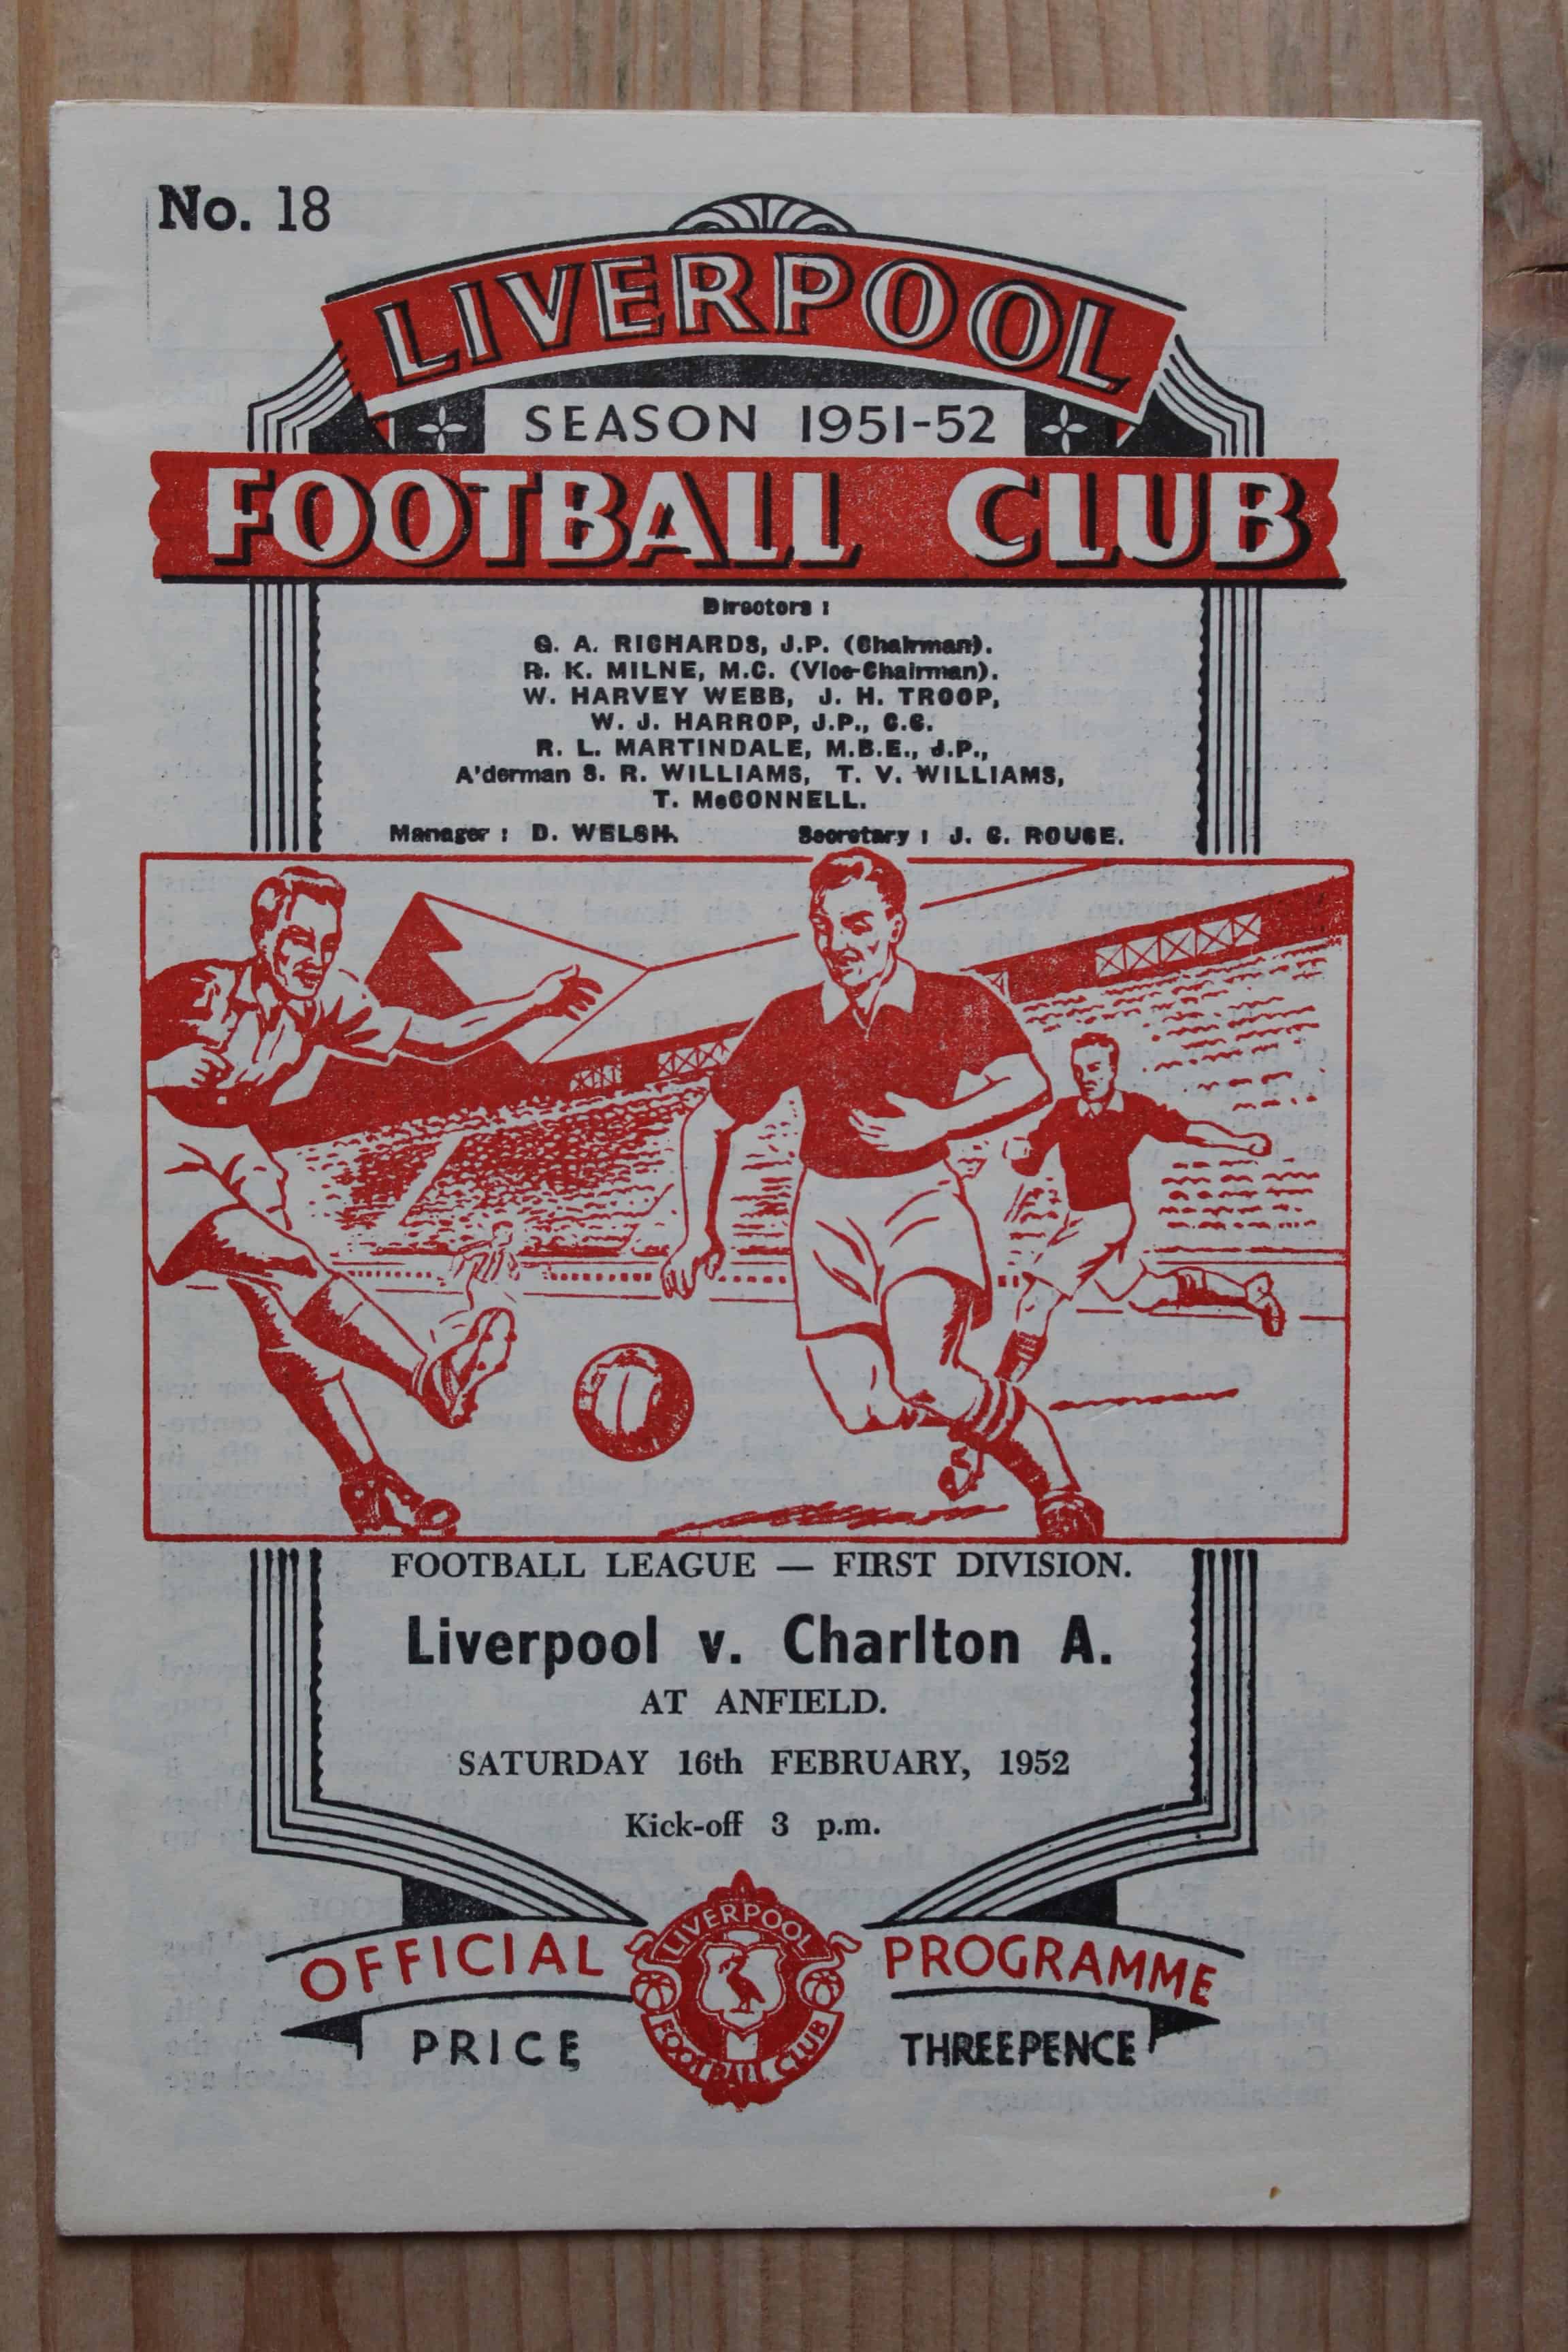 No. 18
LIVERPOOL
SEASON 1951-52
FOOTBALL CLUB
Directors :
G. A. RICHARDS, J.P. (Chairman).
R. K. MILNE, M.C. (Vice-Chairman).
W. HARVEY WEBB, J. H. TROOP,
W. J. HARROP, J.P., C.C.
R. L. MARTINDALE, M.B.E., J.P.,
A'derman S. R. WILLIAMS, T. V. WILLIAMS,
T. McCONNELL.
Manager : D. WELSH. Secretary : J. C. ROUSE.
FOOTBALL LEAGUE — FIRST DIVISION.
Liverpool v. Charlton A.
AT ANFIELD.
SATURDAY 16th FEBRUARY, 1952
Kick-off 3 p.m.
OFFICIAL PROGRAMME
LIVERPOOL
FOOTBALL CLUB
PRICE THREEPENCE